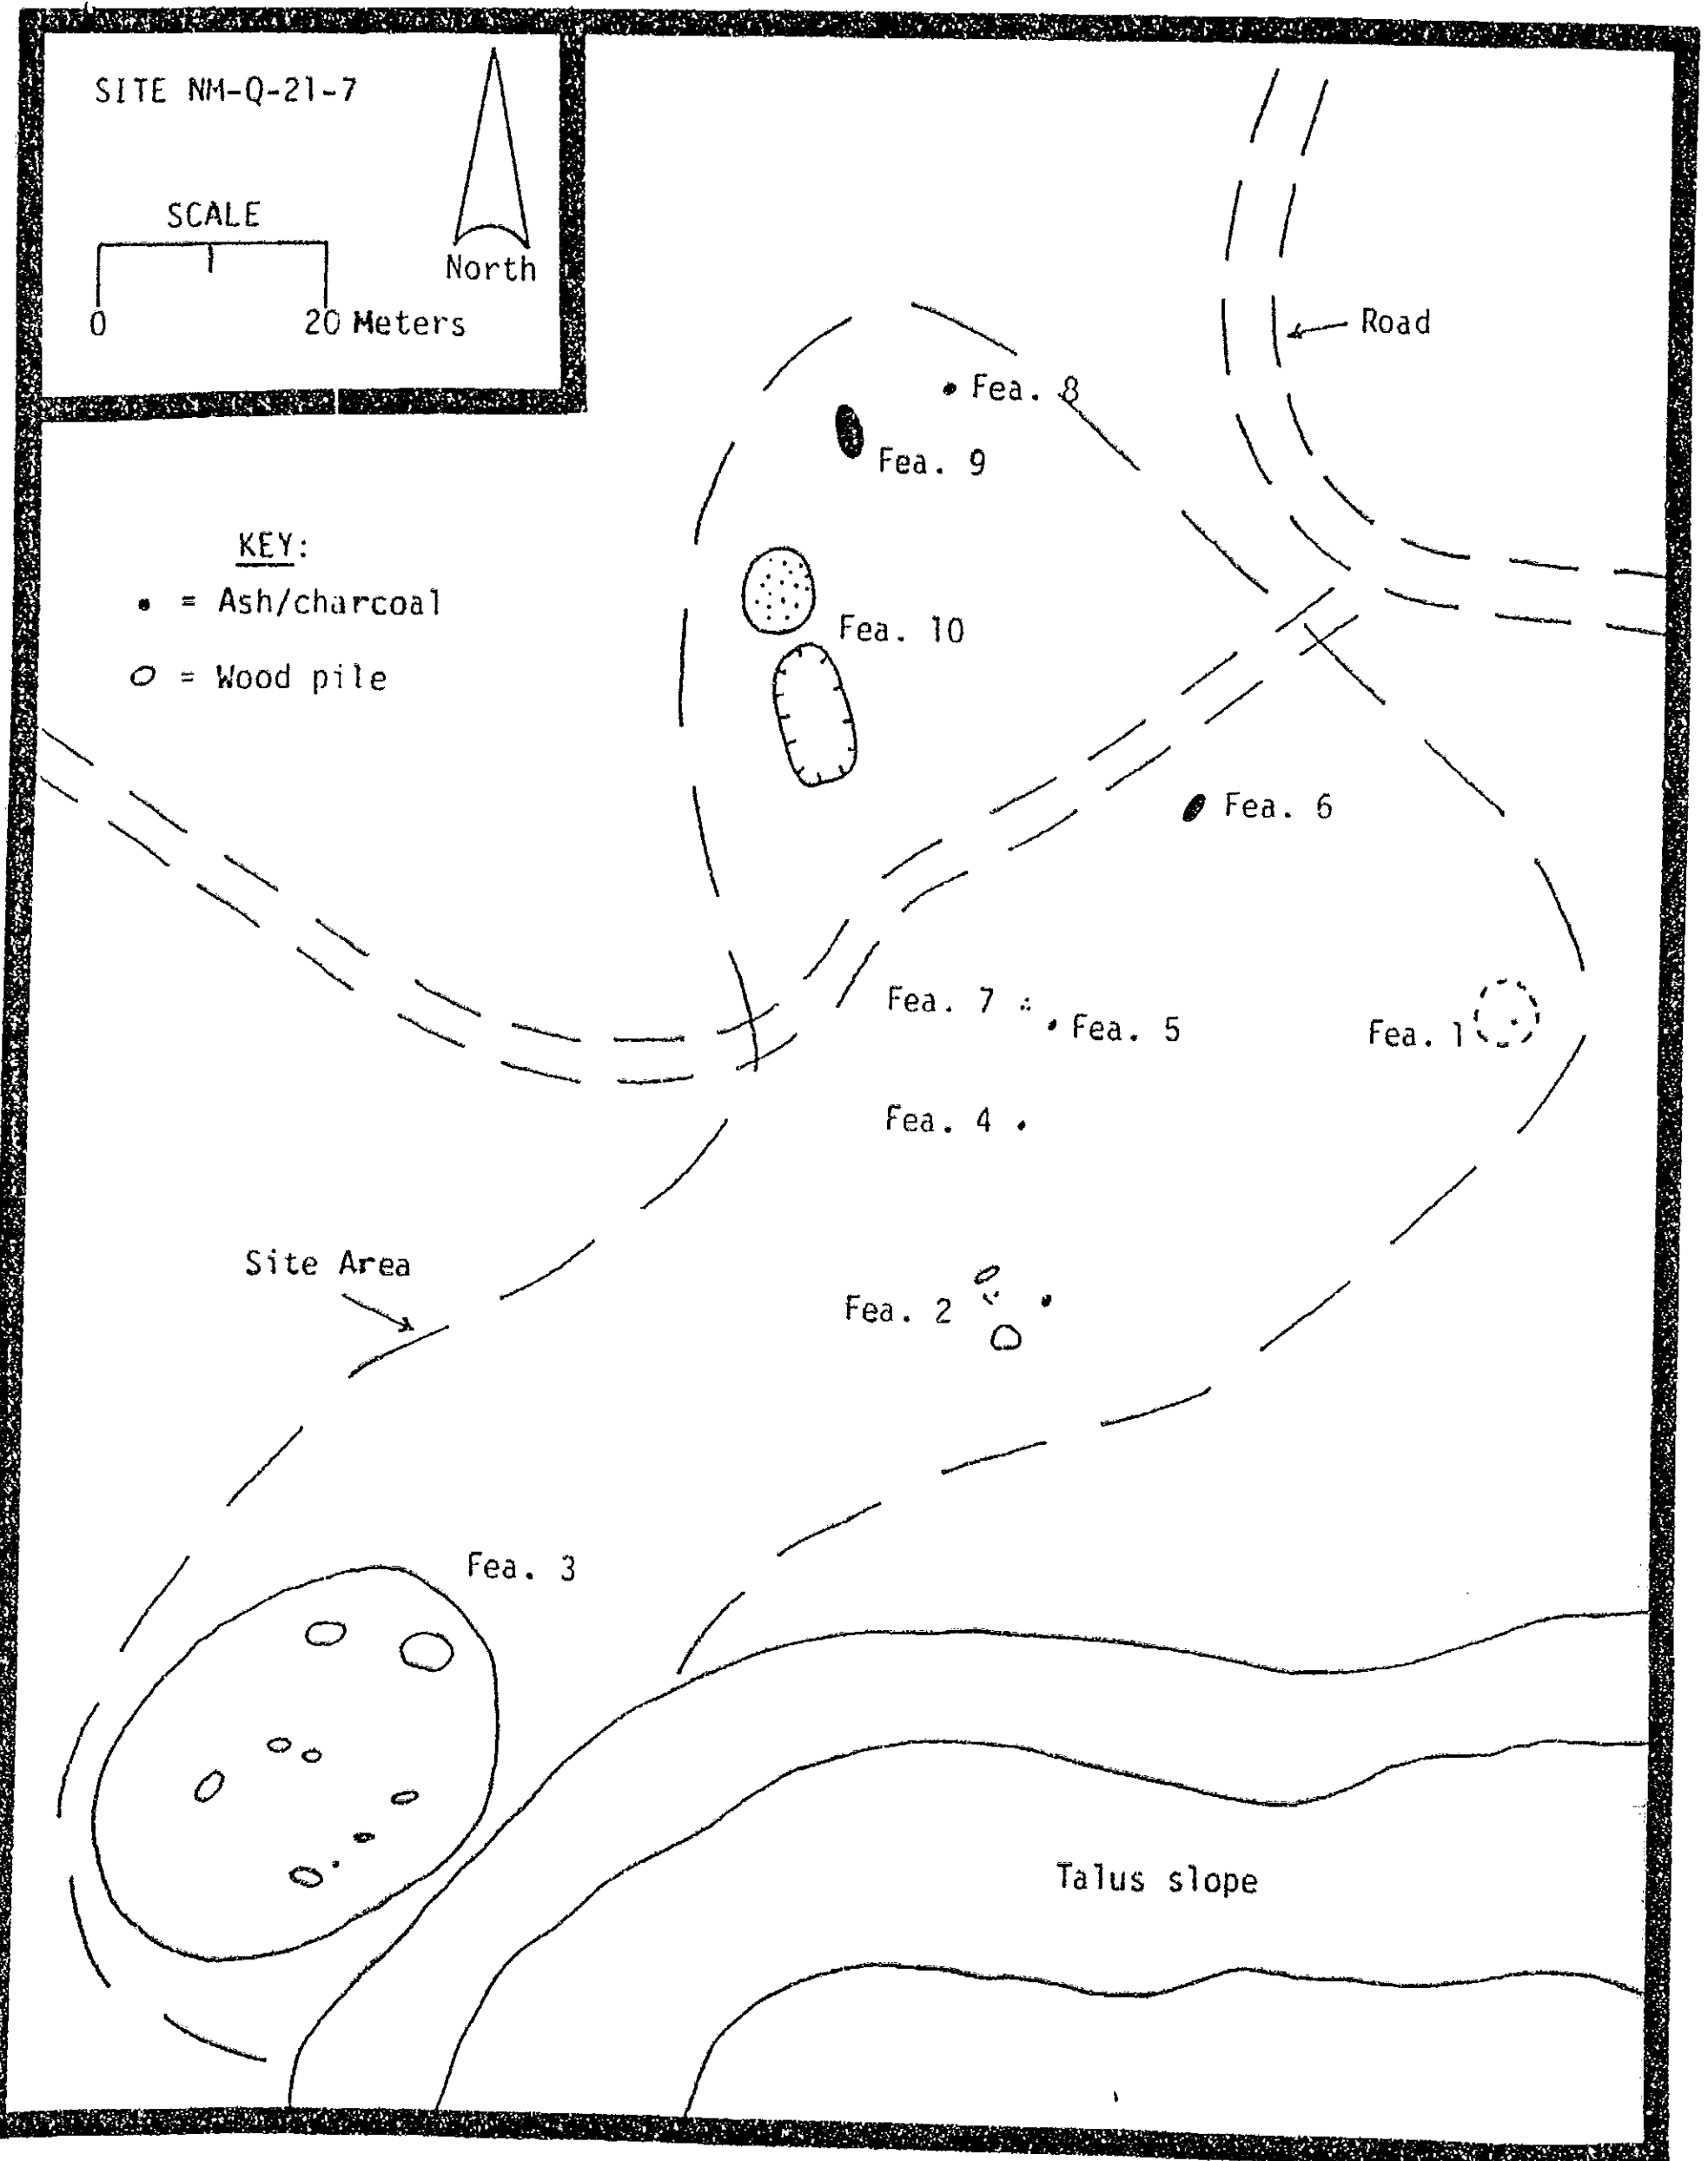 SITE NM-Q-21-7
SCALE
0 20 Meters
North
Road
Fea. 8
Fea. 9
KEY:
• = Ash/charcoal
Fea. 10
= Wood pile
Fea. 6
Fea. 7
Fea. 5
Fea. 1
Fea. 4
Site Area
Fea. 2
Fea. 3
Talus slope